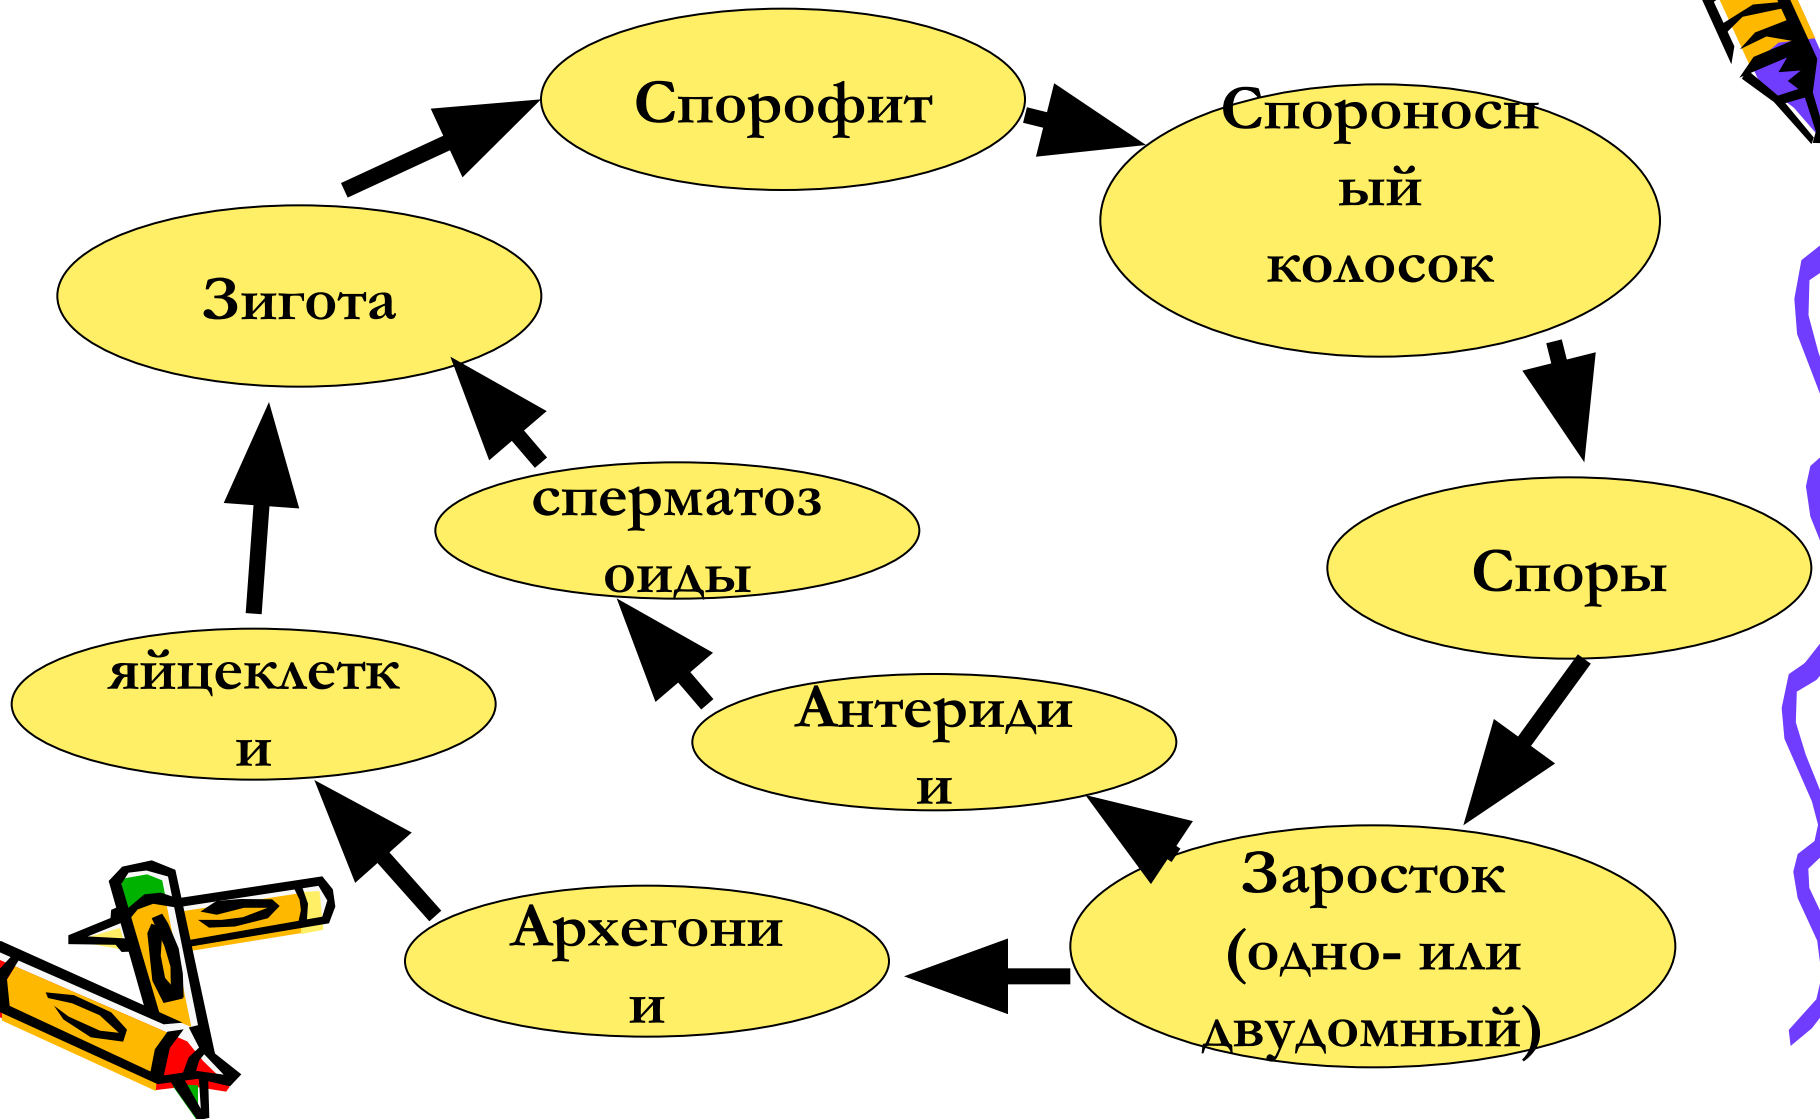 Спорофит
Спороносн
ый
колосок
Зигота
сперматоз
оиды
Споры
яйцеклетк
и
Антериди
и
Заросток
(одно- или
двудомный)
Архегони
и